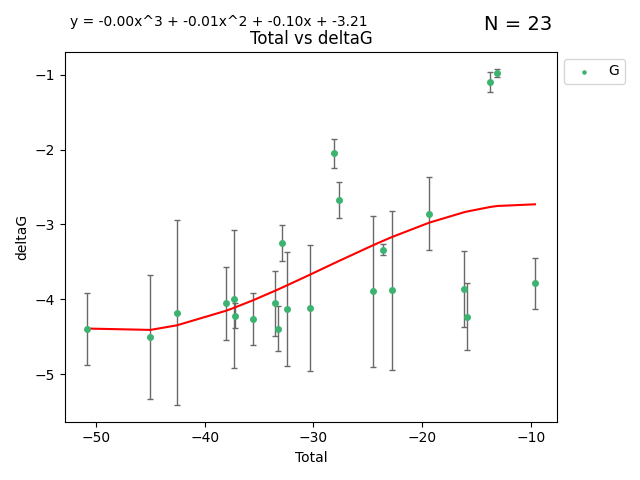 y = -0.00x^3 + -0.01x^2 + -0.10x + -3.21
N = 23
Total vs deltaG
G
−1
−2
−3
−4
−5
deltaG
−50
−40
−30
−20
−10
Total